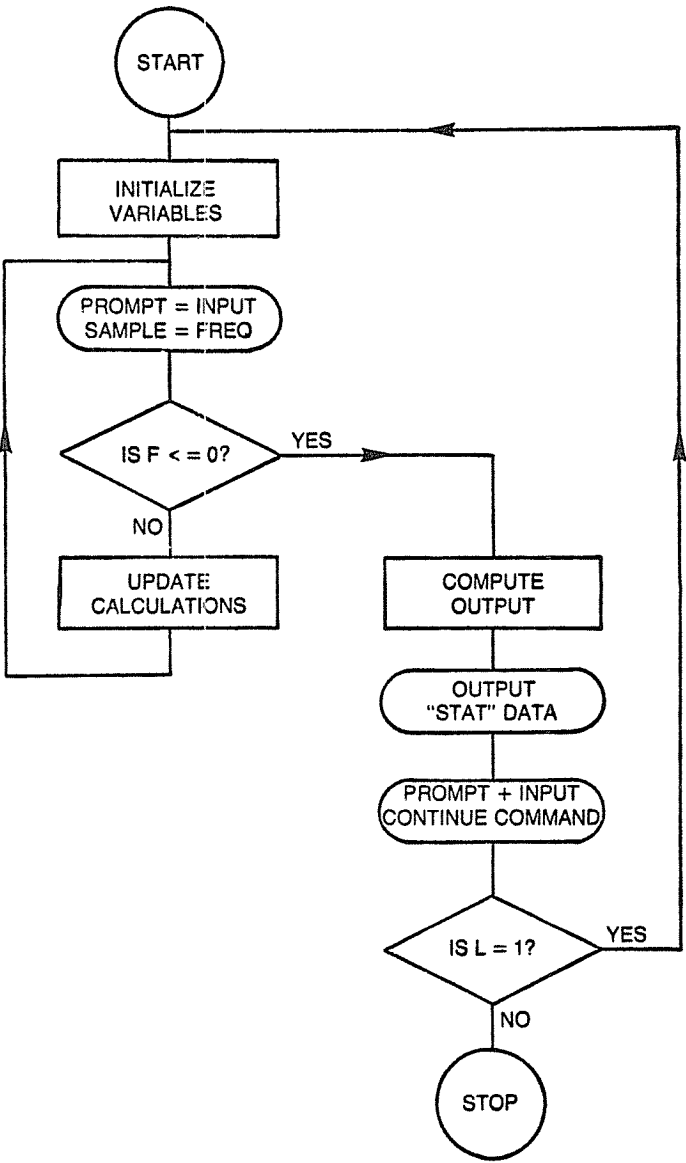 START
INITIALIZE
VARIABLES
PROMPT = INPUT
SAMPLE = FREQ
IS F < = 0?
YES
NO
UPDATE
CALCULATIONS
COMPUTE
OUTPUT
OUTPUT
“STAT” DATA
PROMPT + INPUT
CONTINUE COMMAND
IS L = 1?
YES
NO
STOP